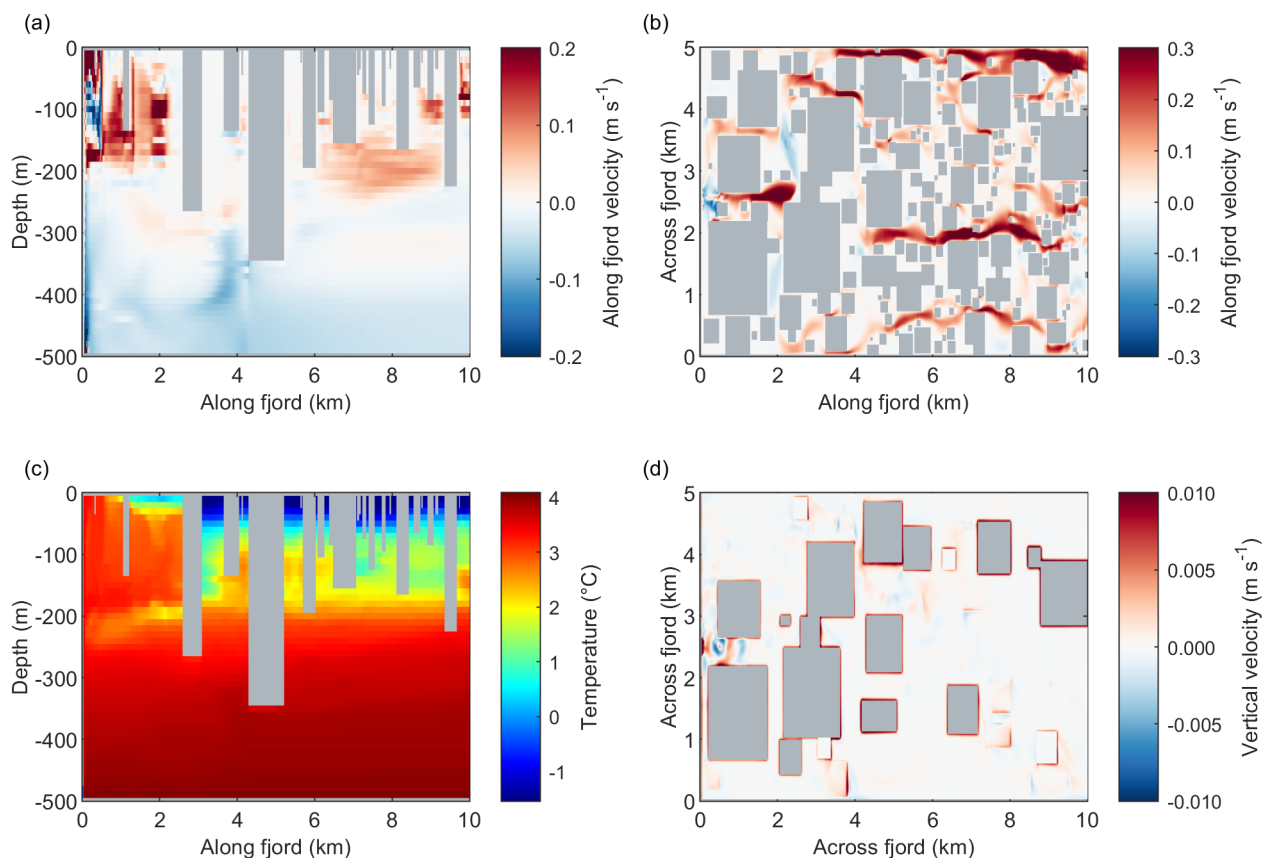 (a)
0
-100
-200
-300
-400
-500
Depth (m)
0 2 4 6 8 10
Along fjord (km)
0.2
0.1
0.0
-0.1
-0.2
Along fjord velocity (m s⁻¹)
(b)
5
4
3
2
1
0
Across fjord (km)
0 2 4 6 8 10
Along fjord (km)
0.3
0.2
0.1
0.0
-0.1
-0.2
-0.3
Along fjord velocity (m s⁻¹)
(c)
0
-100
-200
-300
-400
-500
Depth (m)
0 2 4 6 8 10
Along fjord (km)
4
3
2
1
0
-1
Temperature (°C)
(d)
5
4
3
2
1
0
Across fjord (km)
0 2 4 6 8 10
Across fjord (km)
0.010
0.005
0.000
-0.005
-0.010
Vertical velocity (m s⁻¹)